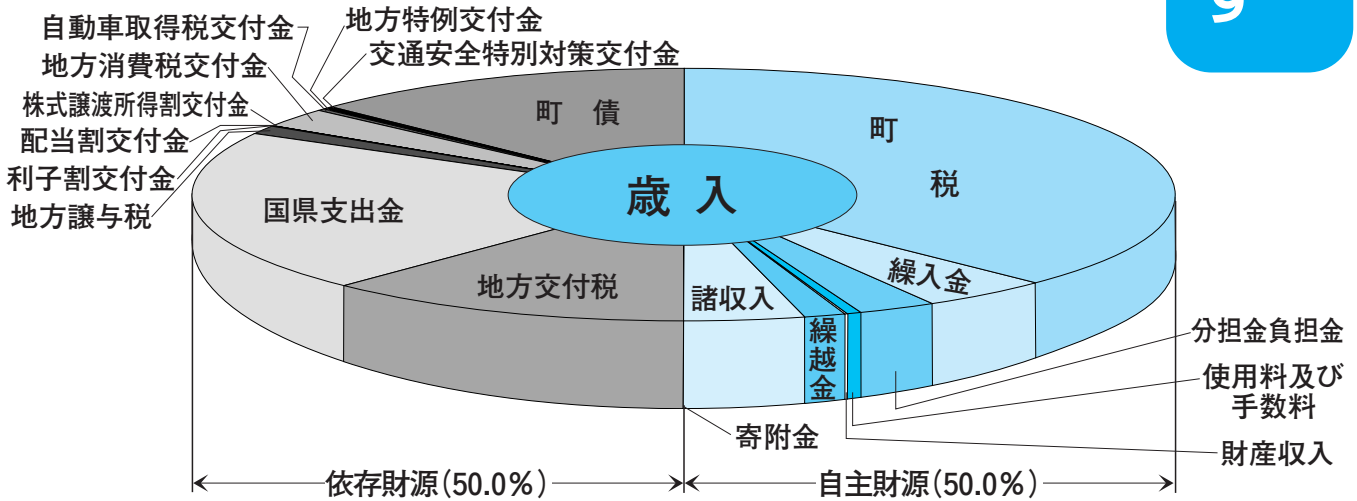 9
自動車取得税交付金
地方特例交付金
交通安全特別対策交付金
地方消費税交付金
株式譲渡所得割交付金
配当割交付金
利子割交付金
地方譲与税
町債
町税
歳入
国県支出金
地方交付税
諸収入
繰越金
繰入金
分担金負担金
使用料及び
手数料
財産収入
寄附金
依存財源(50.0%)
自主財源(50.0%)